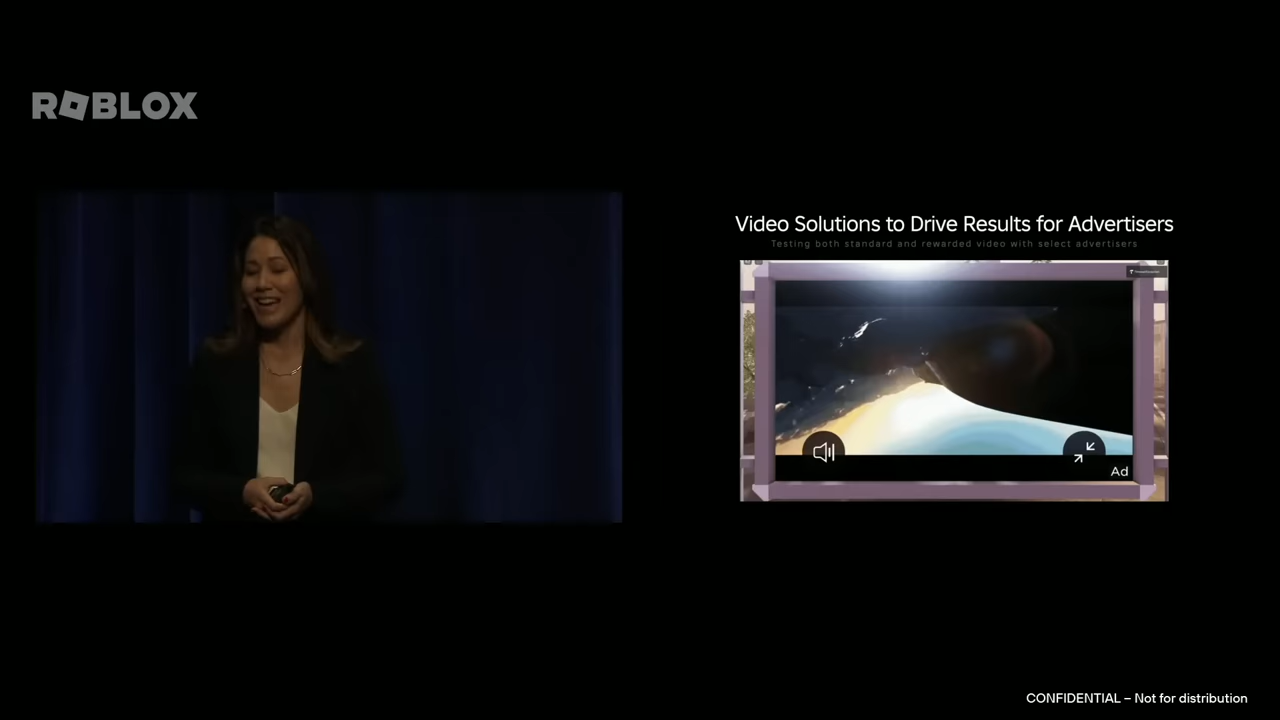 ROBLOX
Video Solutions to Drive Results for Advertisers
Testing both standard and rewarded video with select advertisers
Ad
CONFIDENTIAL – Not for distribution